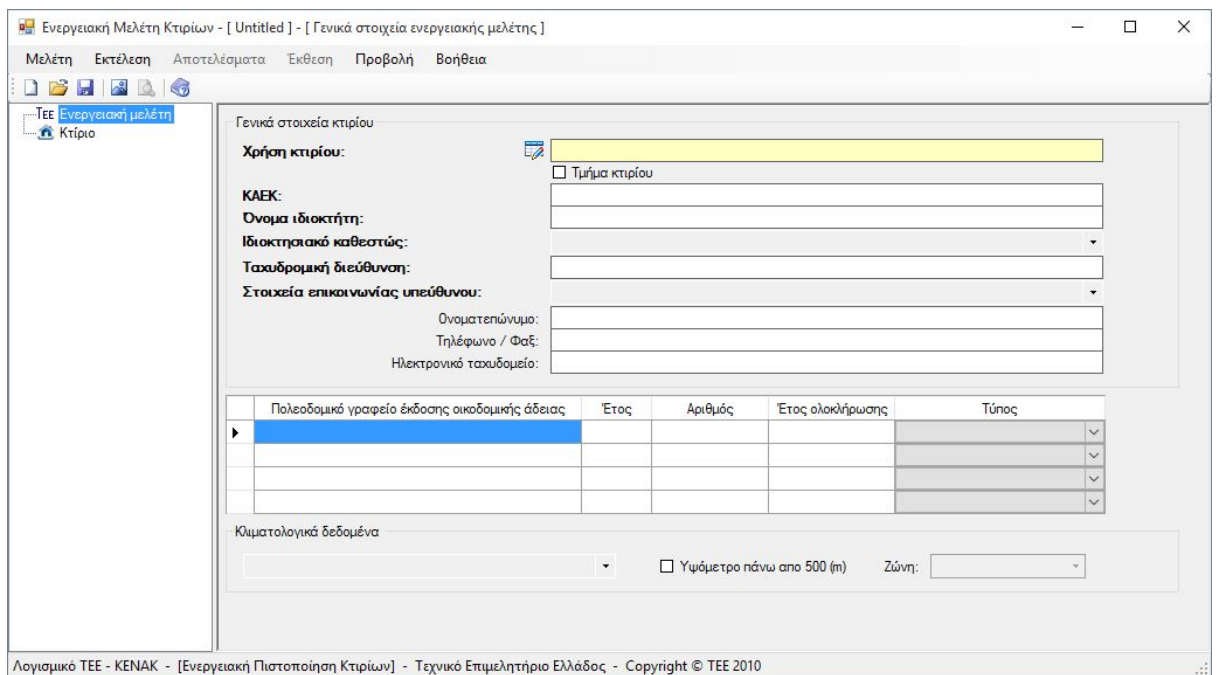 Ενεργειακή Μελέτη Κτιρίων - [ Untitled ] - [ Γενικά στοιχεία ενεργειακής μελέτης ]
Μελέτη Εκτέλεση Αποτελέσματα Έκθεση Προβολή Βοήθεια
ΤΕΕ Ενεργειακή μελέτη
Κτίριο
Γενικά στοιχεία κτιρίου
Χρήση κτιρίου:
Τμήμα κτιρίου
ΚΑΕΚ:
Όνομα ιδιοκτήτη:
Ιδιοκτησιακό καθεστώς:
Ταχυδρομική διεύθυνση:
Στοιχεία επικοινωνίας υπεύθυνου:
Ονοματεπώνυμο:
Τηλέφωνο / Φαξ:
Ηλεκτρονικό ταχυδομείο:
Πολεοδομικό γραφείο έκδοσης οικοδομικής άδειας Έτος Αριθμός Έτος ολοκλήρωσης Τύπος
Κλιματολογικά δεδομένα
Υψόμετρο πάνω απο 500 (m) Ζώνη:
Λογισμικό ΤΕΕ - ΚΕΝΑΚ - [Ενεργειακή Πιστοποίηση Κτιρίων] - Τεχνικό Επιμελητήριο Ελλάδος - Copyright © ΤΕΕ 2010